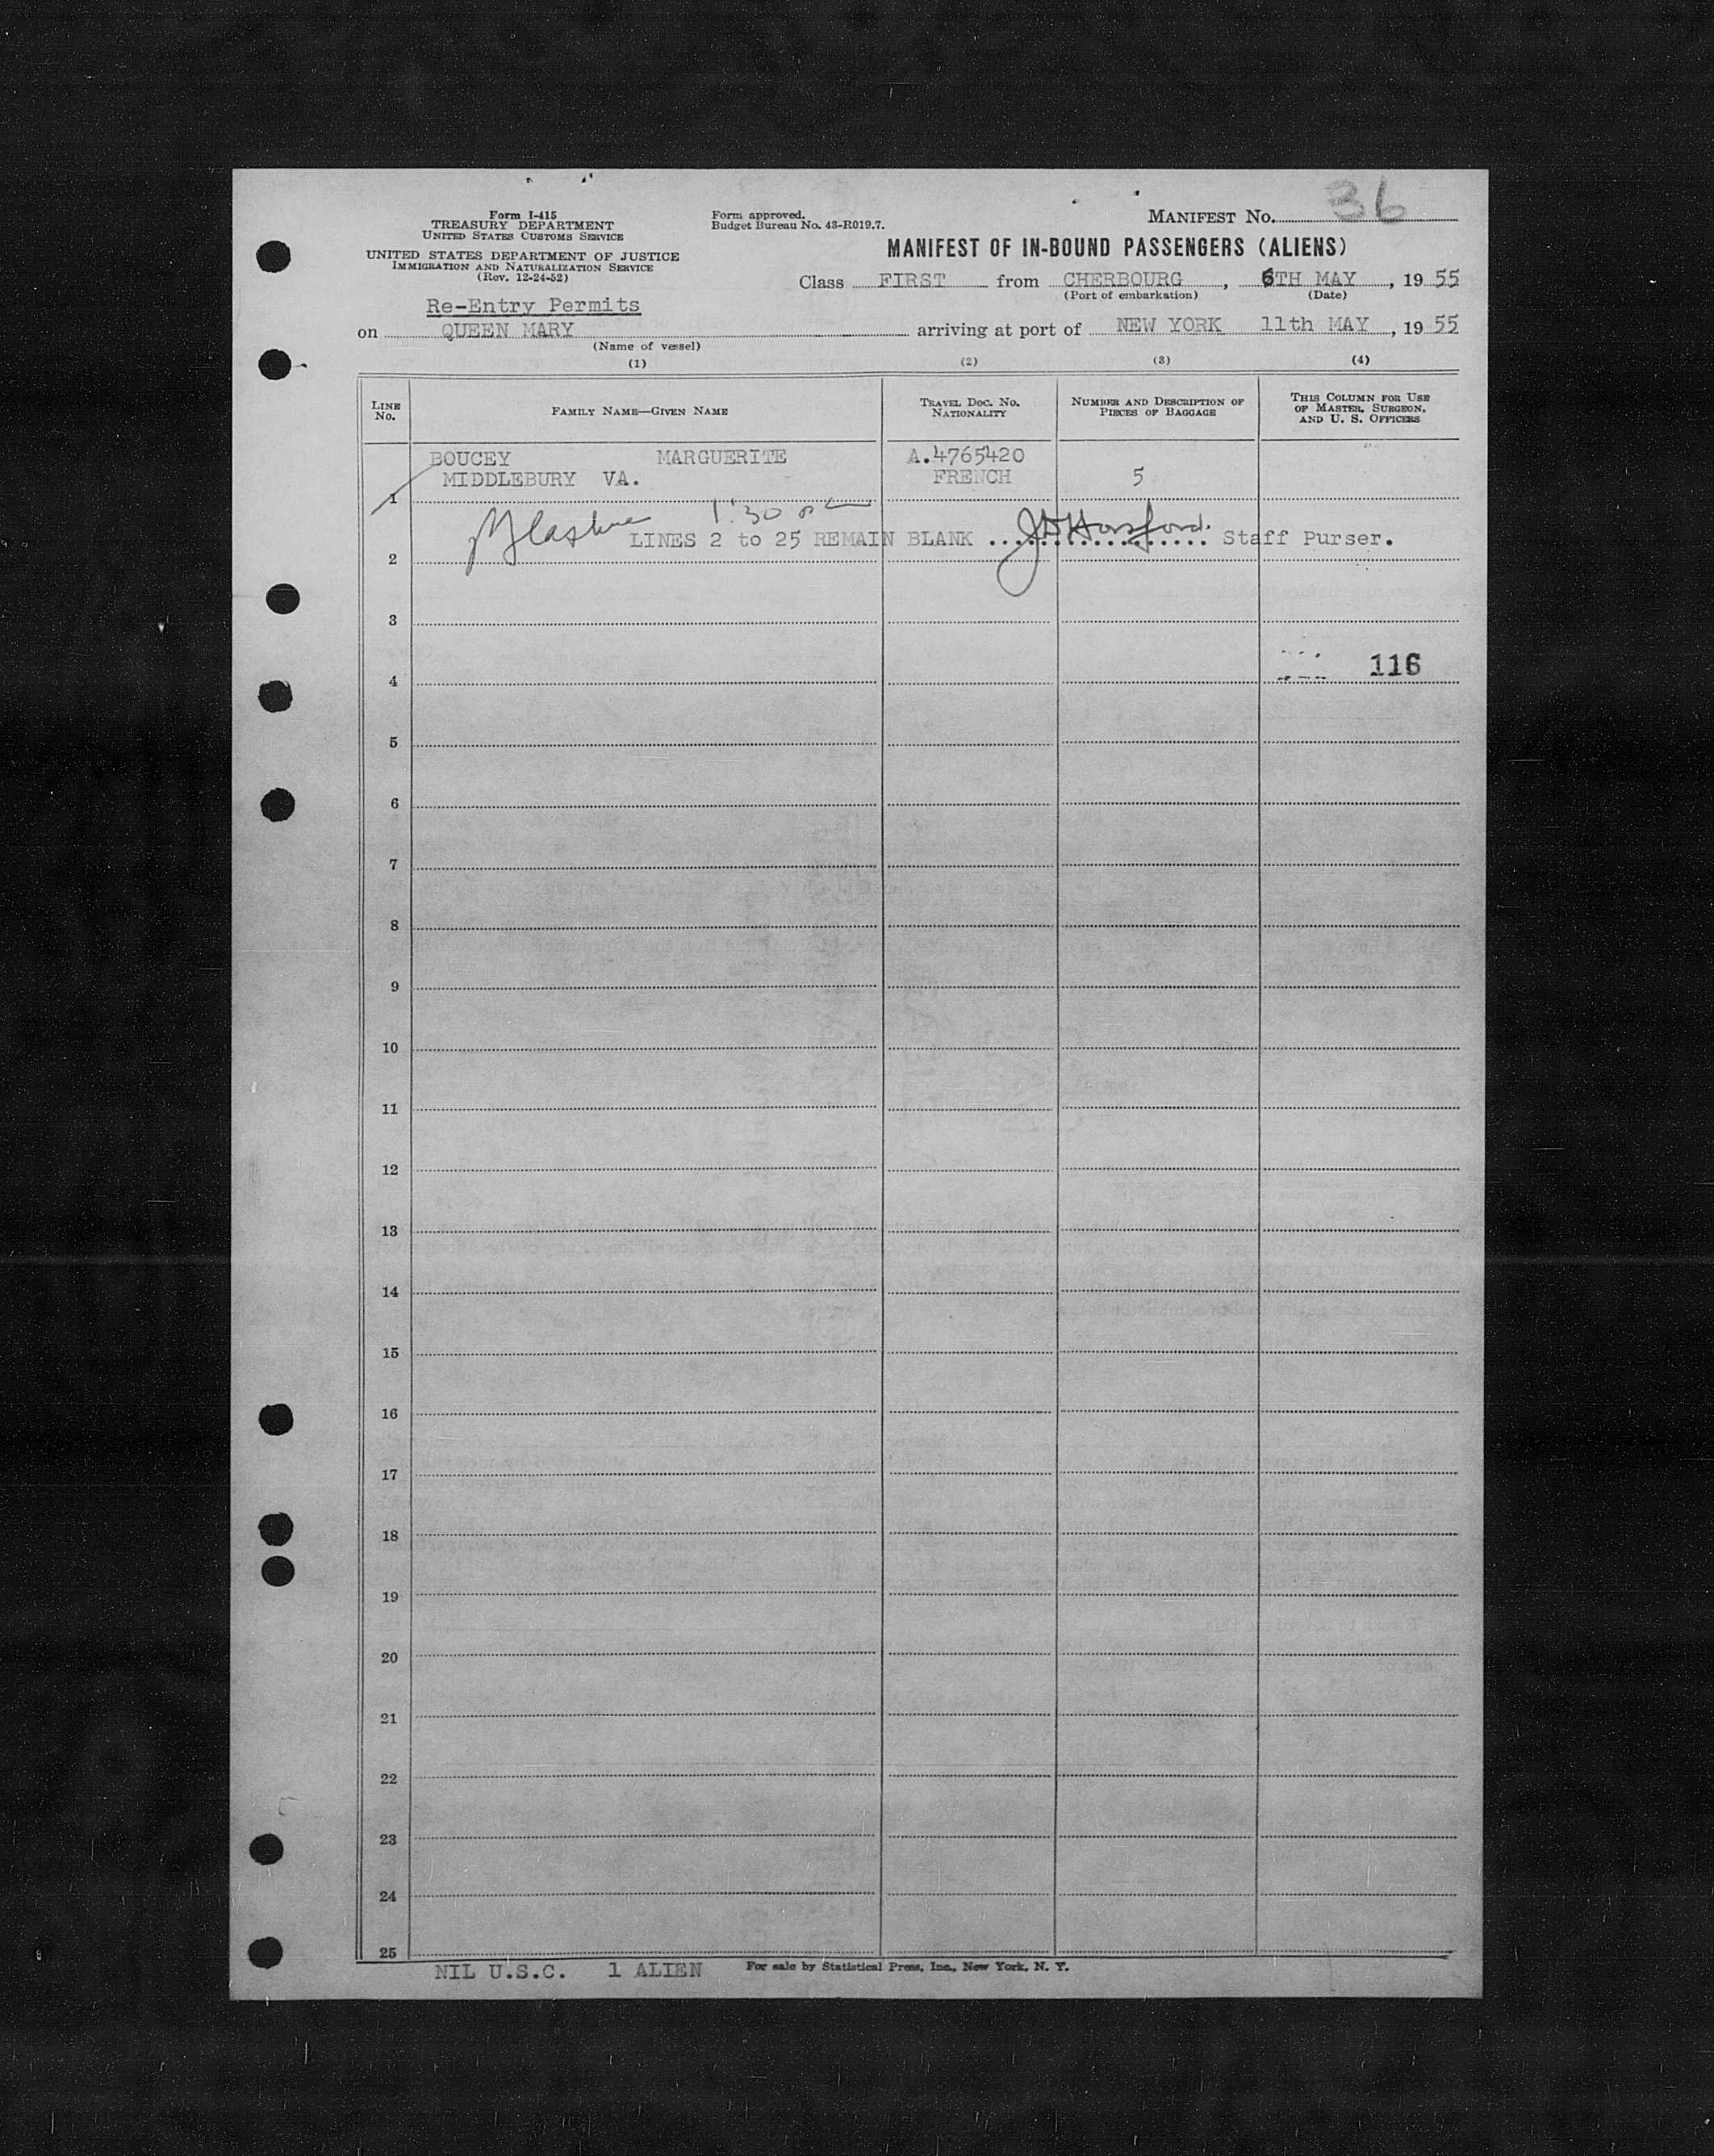 Form I-415
TREASURY DEPARTMENT
UNITED STATES CUSTOMS SERVICE
UNITED STATES DEPARTMENT OF JUSTICE
IMMIGRATION AND NATURALIZATION SERVICE
(Rev. 12-24-52)
Form approved.
Budget Bureau No. 43-R019.7.
MANIFEST No. 36
MANIFEST OF IN-BOUND PASSENGERS (ALIENS)
Class FIRST from CHERBOURG, 6TH MAY, 1955
(Port of embarkation) (Date)
Re-Entry Permits
on QUEEN MARY arriving at port of NEW YORK 11th MAY, 1955
(Name of vessel)
(1) (2) (3) (4)
LINE No. FAMILY NAME—GIVEN NAME TRAVEL DOC. No. NATIONALITY NUMBER AND DESCRIPTION OF PIECES OF BAGGAGE THIS COLUMN FOR USE OF MASTER, SURGEON, AND U. S. OFFICERS
BOUCEY MARGUERITE A.4765420
MIDDLEBURY VA. FRENCH 5
1
1:30
LINES 2 to 25 REMAIN BLANK .................. Staff Purser.
2
3
116
4
5
6
7
8
9
10
11
12
13
14
15
16
17
18
19
20
21
22
23
24
25
NIL U.S.C. 1 ALIEN For sale by Statistical Press, Inc., New York, N. Y.